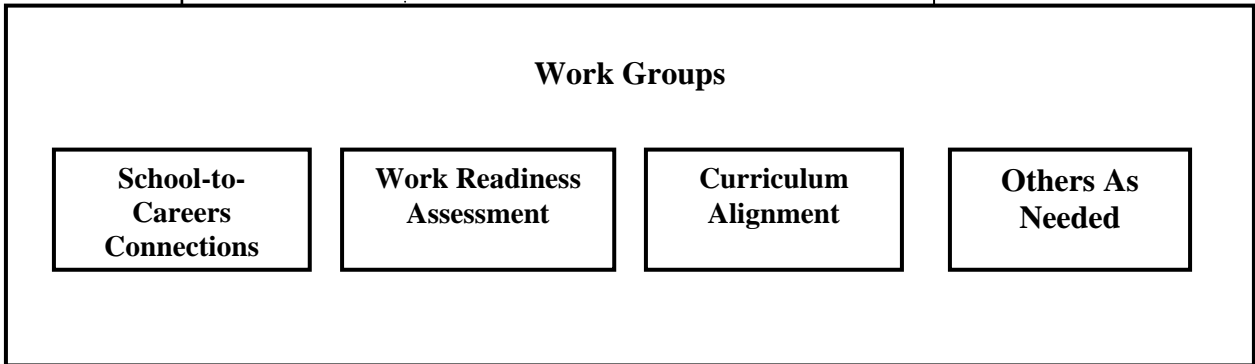 Work Groups
School-to-
Careers
Connections
Work Readiness
Assessment
Curriculum
Alignment
Others As
Needed